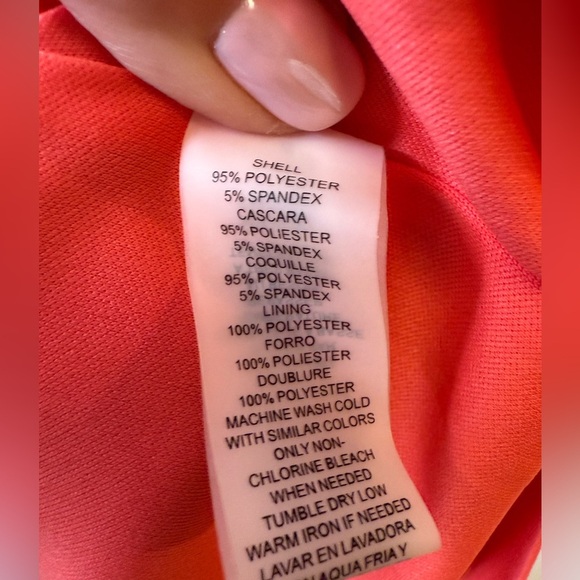 SHELL
95% POLYESTER
5% SPANDEX
CASCARA
95% POLIESTER
5% SPANDEX
COQUILLE
95% POLYESTER
5% SPANDEX
LINING
100% POLYESTER
FORRO
100% POLIESTER
DOUBLURE
100% POLYESTER
MACHINE WASH COLD
WITH SIMILAR COLORS
ONLY NON-
CHLORINE BLEACH
WHEN NEEDED
TUMBLE DRY LOW
WARM IRON IF NEEDED
LAVAR EN LAVADORA
AQUA FRIA Y